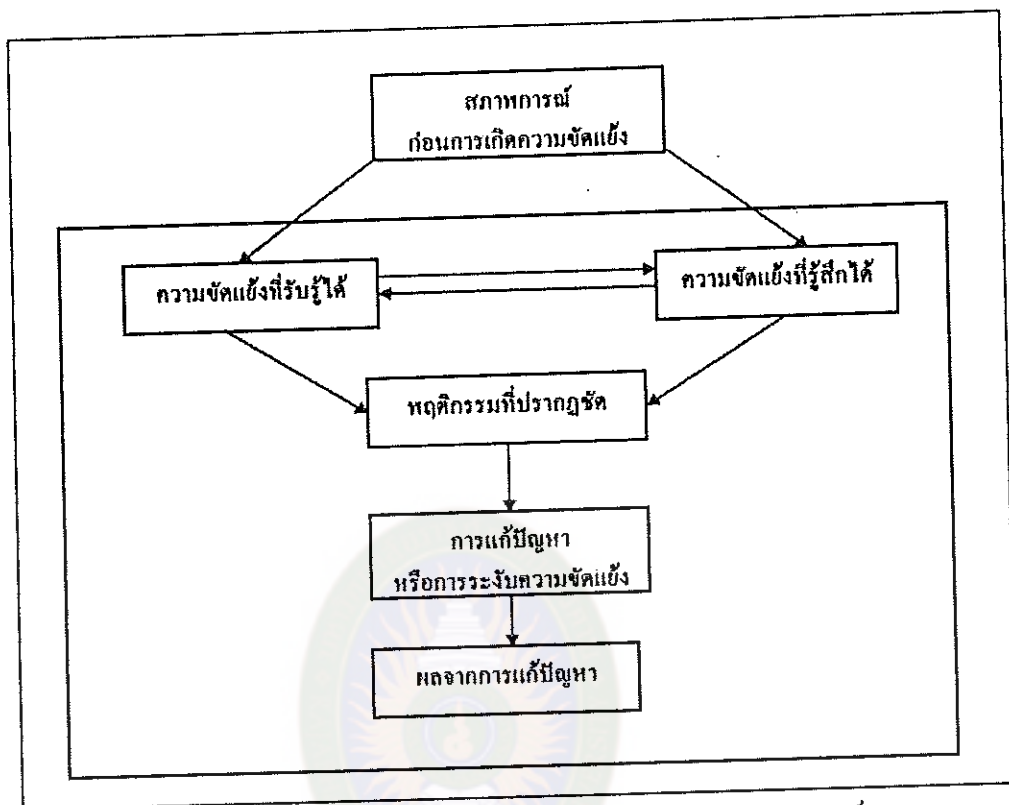 สภาพการณ์
ก่อนการเกิดความขัดแย้ง
ความขัดแย้งที่รับรู้ได้
ความขัดแย้งที่รู้สึกได้
พฤติกรรมที่ปรากฏชัด
การแก้ปัญหา
หรือการระงับความขัดแย้ง
ผลจากการแก้ปัญหา